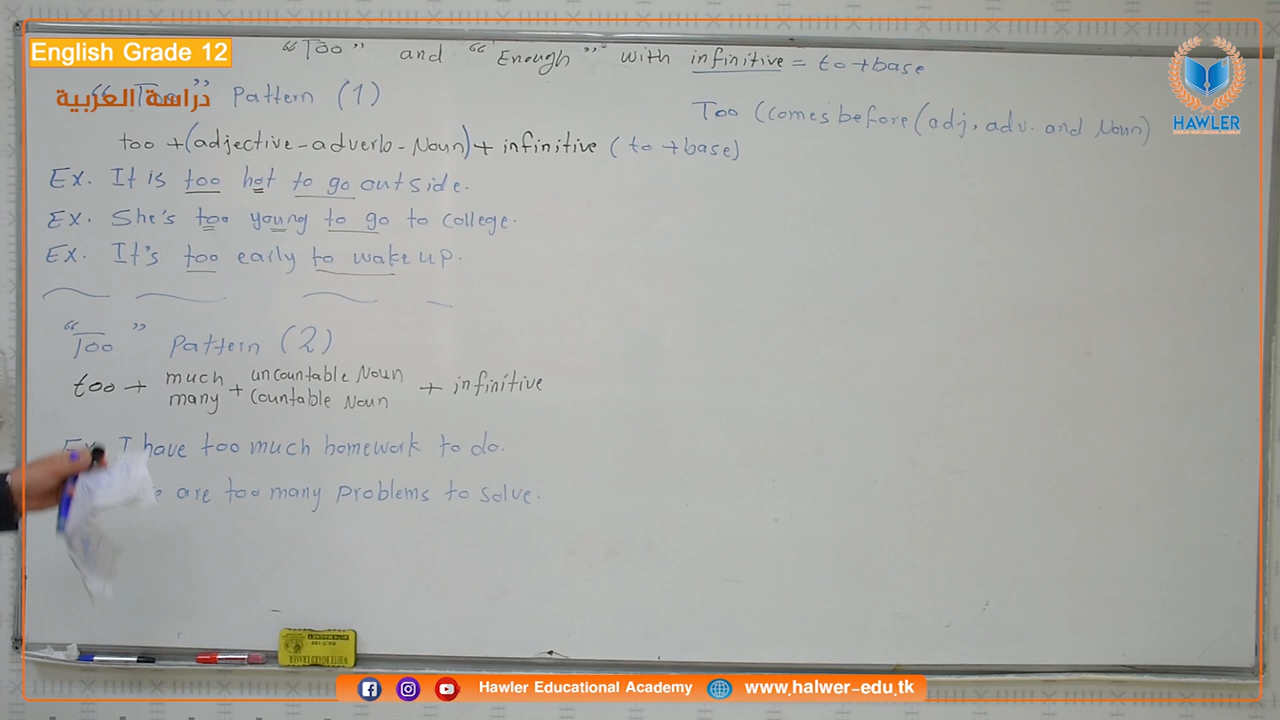 English Grade 12
"Too" and "Enough" with infinitive = to + base
دراسة العربية
Pattern (1)
Too (comes before (adj, adv. and Noun)
too + (adjective - adverb - Noun) + infinitive (to + base)
Ex. It is too hot to go outside.
Ex. She's too young to go to college.
Ex. It's too early to wake up.
"Too" Pattern (2)
too + much + uncountable Noun + infinitive
many countable Noun
Ex. I have too much homework to do.
are too many problems to solve.
HAWLER
WHITE BOARD ERASER
Hawler Educational Academy
www.halwer-edu.tk